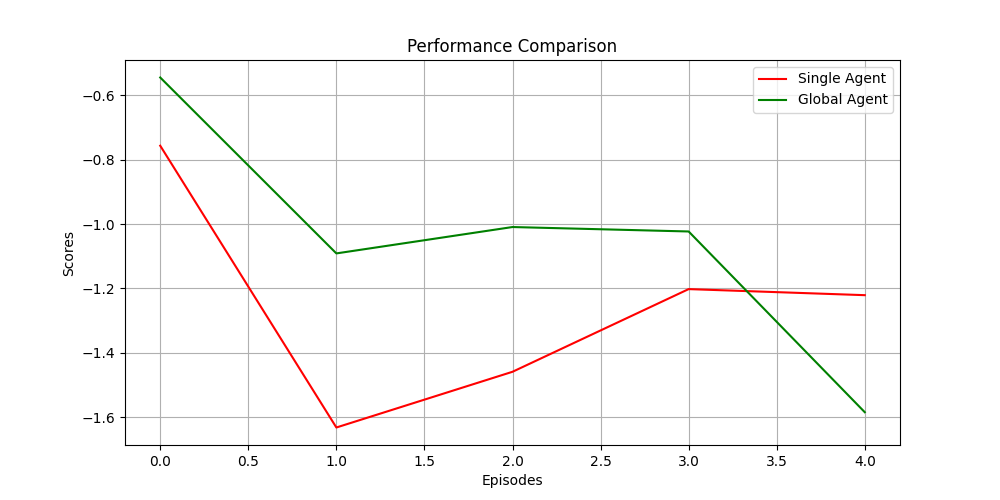 Performance Comparison
Single Agent
Global Agent
−0.6
−0.8
−1.0
−1.2
−1.4
−1.6
Scores
0.0 0.5 1.0 1.5 2.0 2.5 3.0 3.5 4.0
Episodes